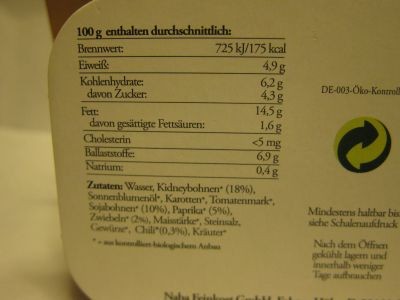 100 g enthalten durchschnittlich:
Brennwert: 725 kJ/175 kcal
Eiweiß: 4,9 g
Kohlenhydrate: 6,2 g
davon Zucker: 4,3 g
Fett: 14,5 g
davon gesättigte Fettsäuren: 1,6 g
Cholesterin <5 mg
Ballaststoffe: 6,9 g
Natrium: 0,4 g
Zutaten: Wasser, Kidneybohnen* (18%),
Sonnenblumenöl*, Karotten*, Tomatenmark*,
Sojabohnen* (10%), Paprika* (5%),
Zwiebeln* (2%), Maisstärke*, Steinsalz,
Gewürze*, Chili*(0,3%), Kräuter*
* = aus kontrolliert-biologischem Anbau
DE-003-Öko-Kontroll
Mindestens haltbar bis
siehe Schalenaufdruck
Nach dem Öffnen
gekühlt lagern und
innerhalb weniger
Tage aufbrauchen
Naba Feinkost GmbH